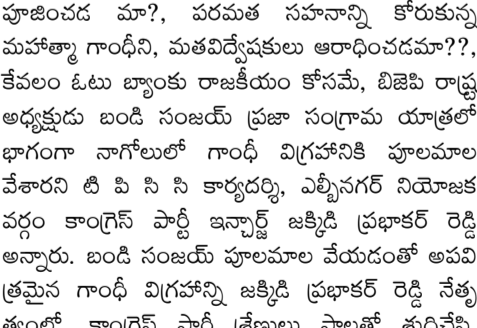 పూజించడ మా?, పరమత సహనాన్ని కోరుకున్న
మహాత్మా గాంధీని, మతవిద్వేషకులు ఆరాధించడమా??,
కేవలం ఓటు బ్యాంకు రాజకీయం కోసమే, బిజెపి రాష్ట్ర
అధ్యక్షుడు బండి సంజయ్ ప్రజా సంగ్రామ యాత్రలో
భాగంగా నాగోలులో గాంధీ విగ్రహానికి పూలమాల
వేశారని టి పి సి సి కార్యదర్శి, ఎల్బీనగర్ నియోజక
వర్గం కాంగ్రెస్ పార్టీ ఇన్చార్జ్ జక్కిడి ప్రభాకర్ రెడ్డి
అన్నారు. బండి సంజయ్ పూలమాల వేయడంతో అపవి
త్రమైన గాంధీ విగ్రహాన్ని జక్కిడి ప్రభాకర్ రెడ్డి నేతృ
త్వంలో, కాంగ్రెస్ పార్టీ శ్రేణులు పాలతో శుద్ధిచేసి,